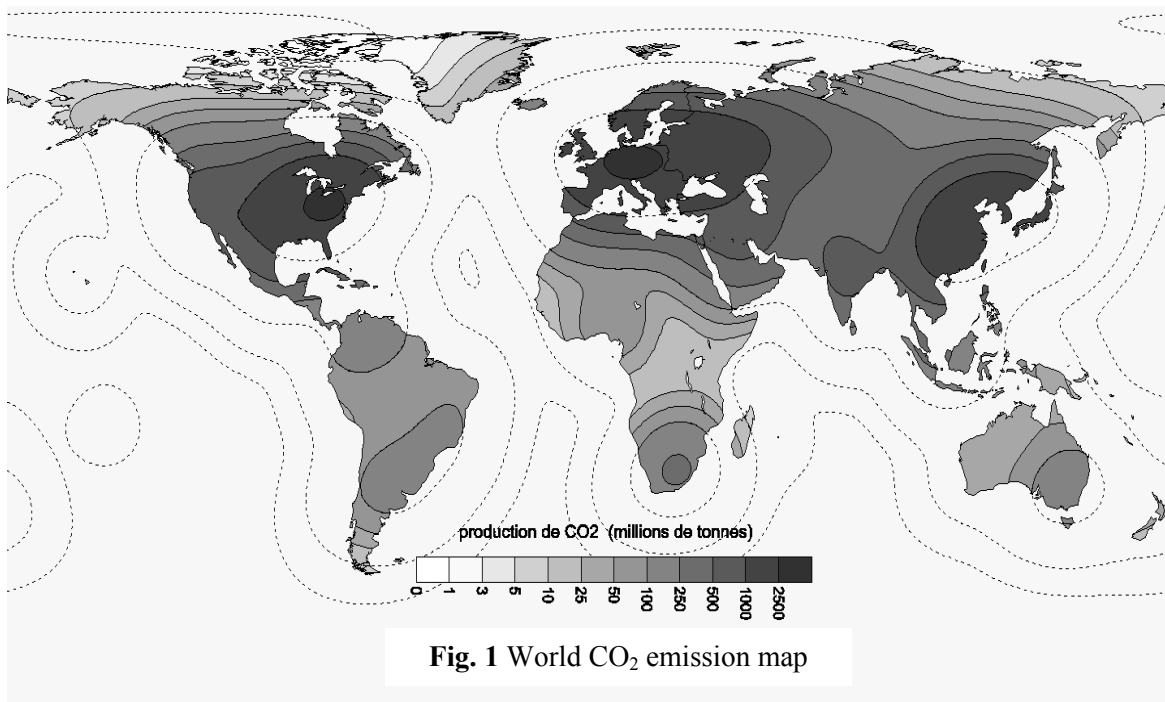 production de CO2 (millions de tonnes)
0 1 3 5 10 25 50 100 250 500 1000 2500
Fig. 1 World CO₂ emission map